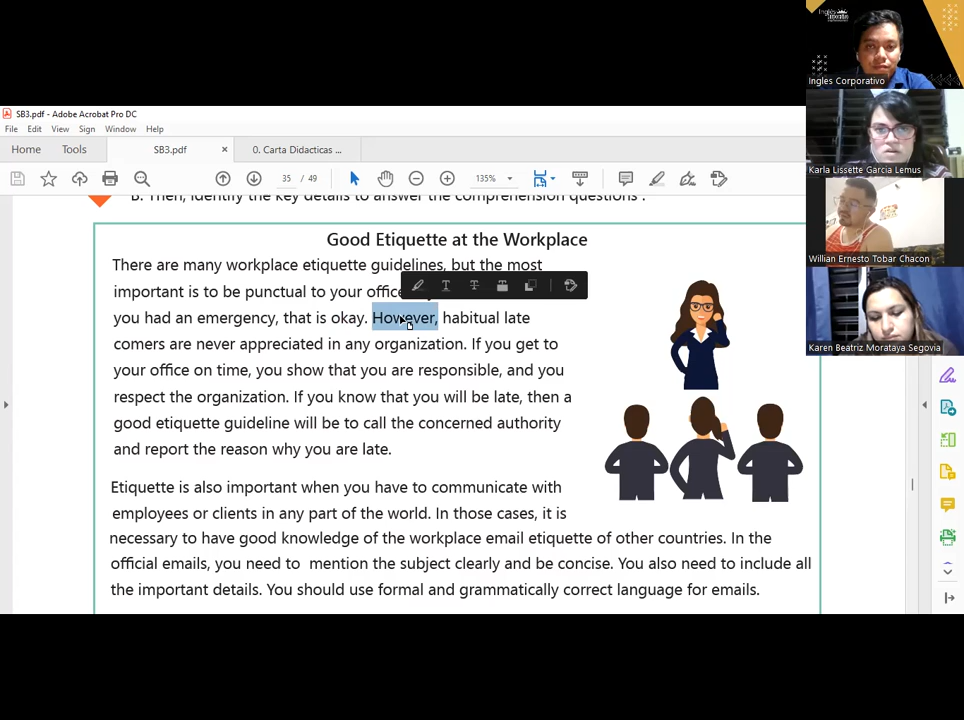 Inglés
Corporativo
Ingles Corporativo
SB3.pdf - Adobe Acrobat Pro DC
File Edit View Sign Window Help
Home Tools SB3.pdf × 0. Carta Didacticas ...
35 / 49 135%
Karla Lissette Garcia Lemus
B. Then, identify the key details to answer the comprehension questions .
Good Etiquette at the Workplace
There are many workplace etiquette guidelines, but the most
important is to be punctual to your office
you had an emergency, that is okay. However, habitual late
comers are never appreciated in any organization. If you get to
your office on time, you show that you are responsible, and you
respect the organization. If you know that you will be late, then a
good etiquette guideline will be to call the concerned authority
and report the reason why you are late.
Willian Ernesto Tobar Chacon
Karen Beatriz Morataya Segovia
Etiquette is also important when you have to communicate with
employees or clients in any part of the world. In those cases, it is
necessary to have good knowledge of the workplace email etiquette of other countries. In the
official emails, you need to mention the subject clearly and be concise. You also need to include all
the important details. You should use formal and grammatically correct language for emails.